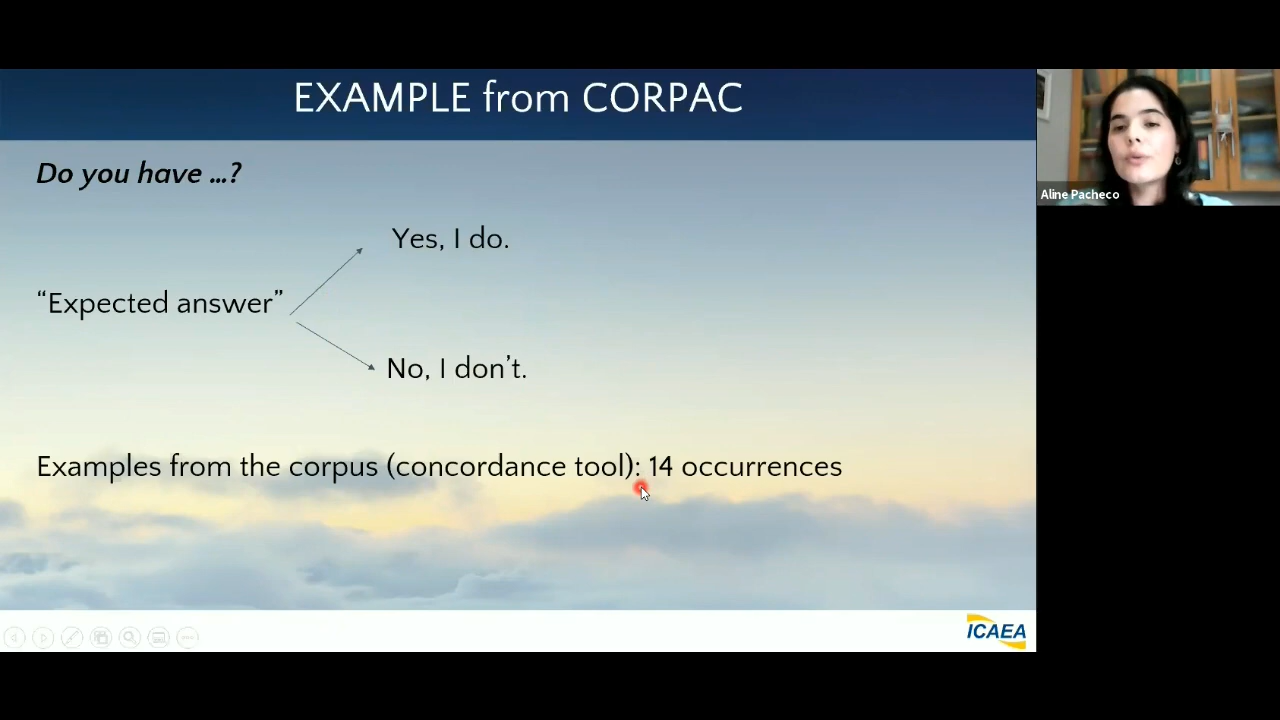 EXAMPLE from CORPAC
Do you have ...?
Yes, I do.
“Expected answer”
No, I don’t.
Examples from the corpus (concordance tool): 14 occurrences
ICAEA
Aline Pacheco